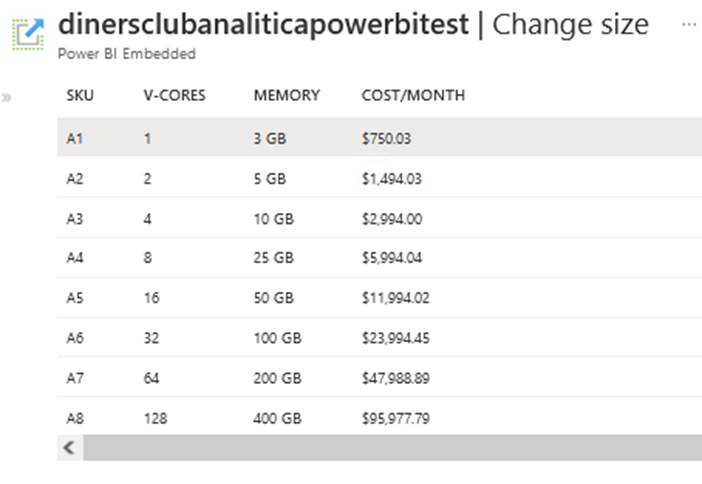 dinersclubanaliticapowerbitest | Change size ...
Power BI Embedded
SKU V-CORES MEMORY COST/MONTH
A1 1 3 GB $750.03
A2 2 5 GB $1,494.03
A3 4 10 GB $2,994.00
A4 8 25 GB $5,994.04
A5 16 50 GB $11,994.02
A6 32 100 GB $23,994.45
A7 64 200 GB $47,988.89
A8 128 400 GB $95,977.79